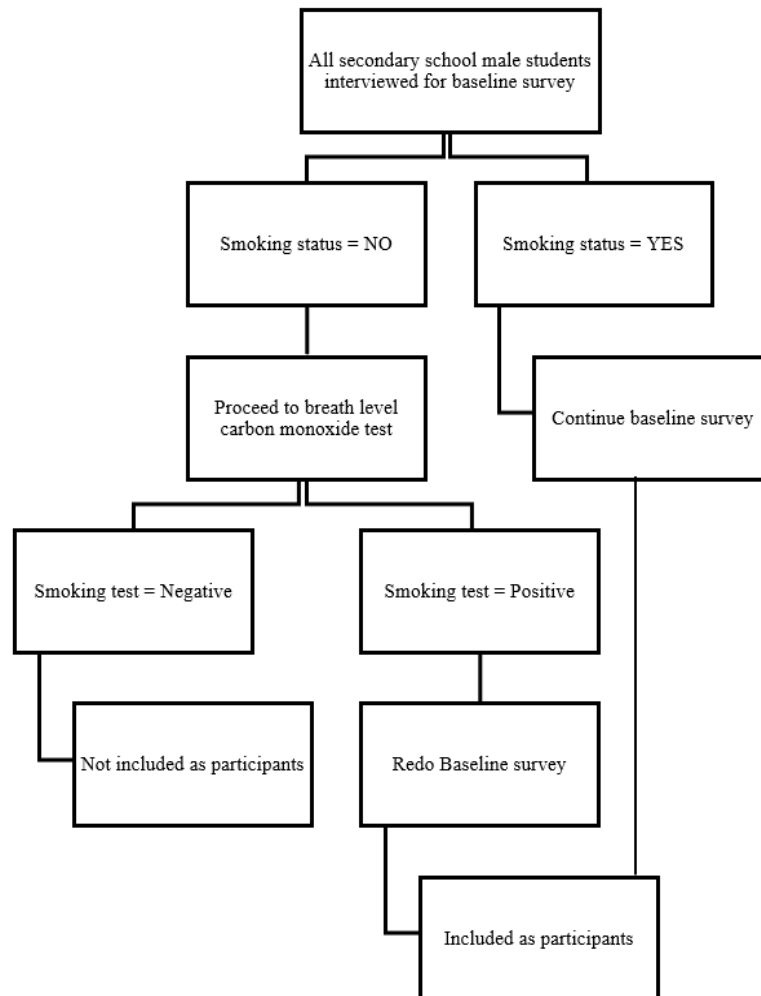 All secondary school male students
interviewed for baseline survey
Smoking status = NO
Smoking status = YES
Proceed to breath level
carbon monoxide test
Continue baseline survey
Smoking test = Negative
Smoking test = Positive
Not included as participants
Redo Baseline survey
Included as participants